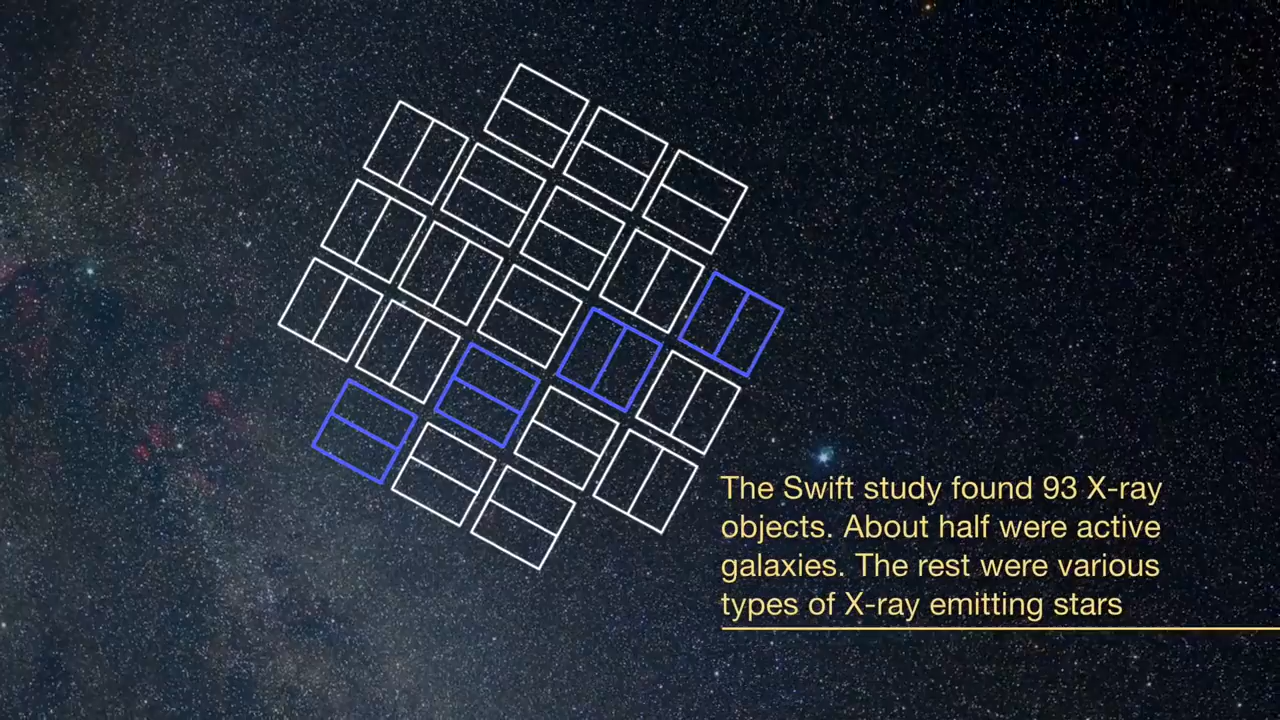 The Swift study found 93 X-ray
objects. About half were active
galaxies. The rest were various
types of X-ray emitting stars